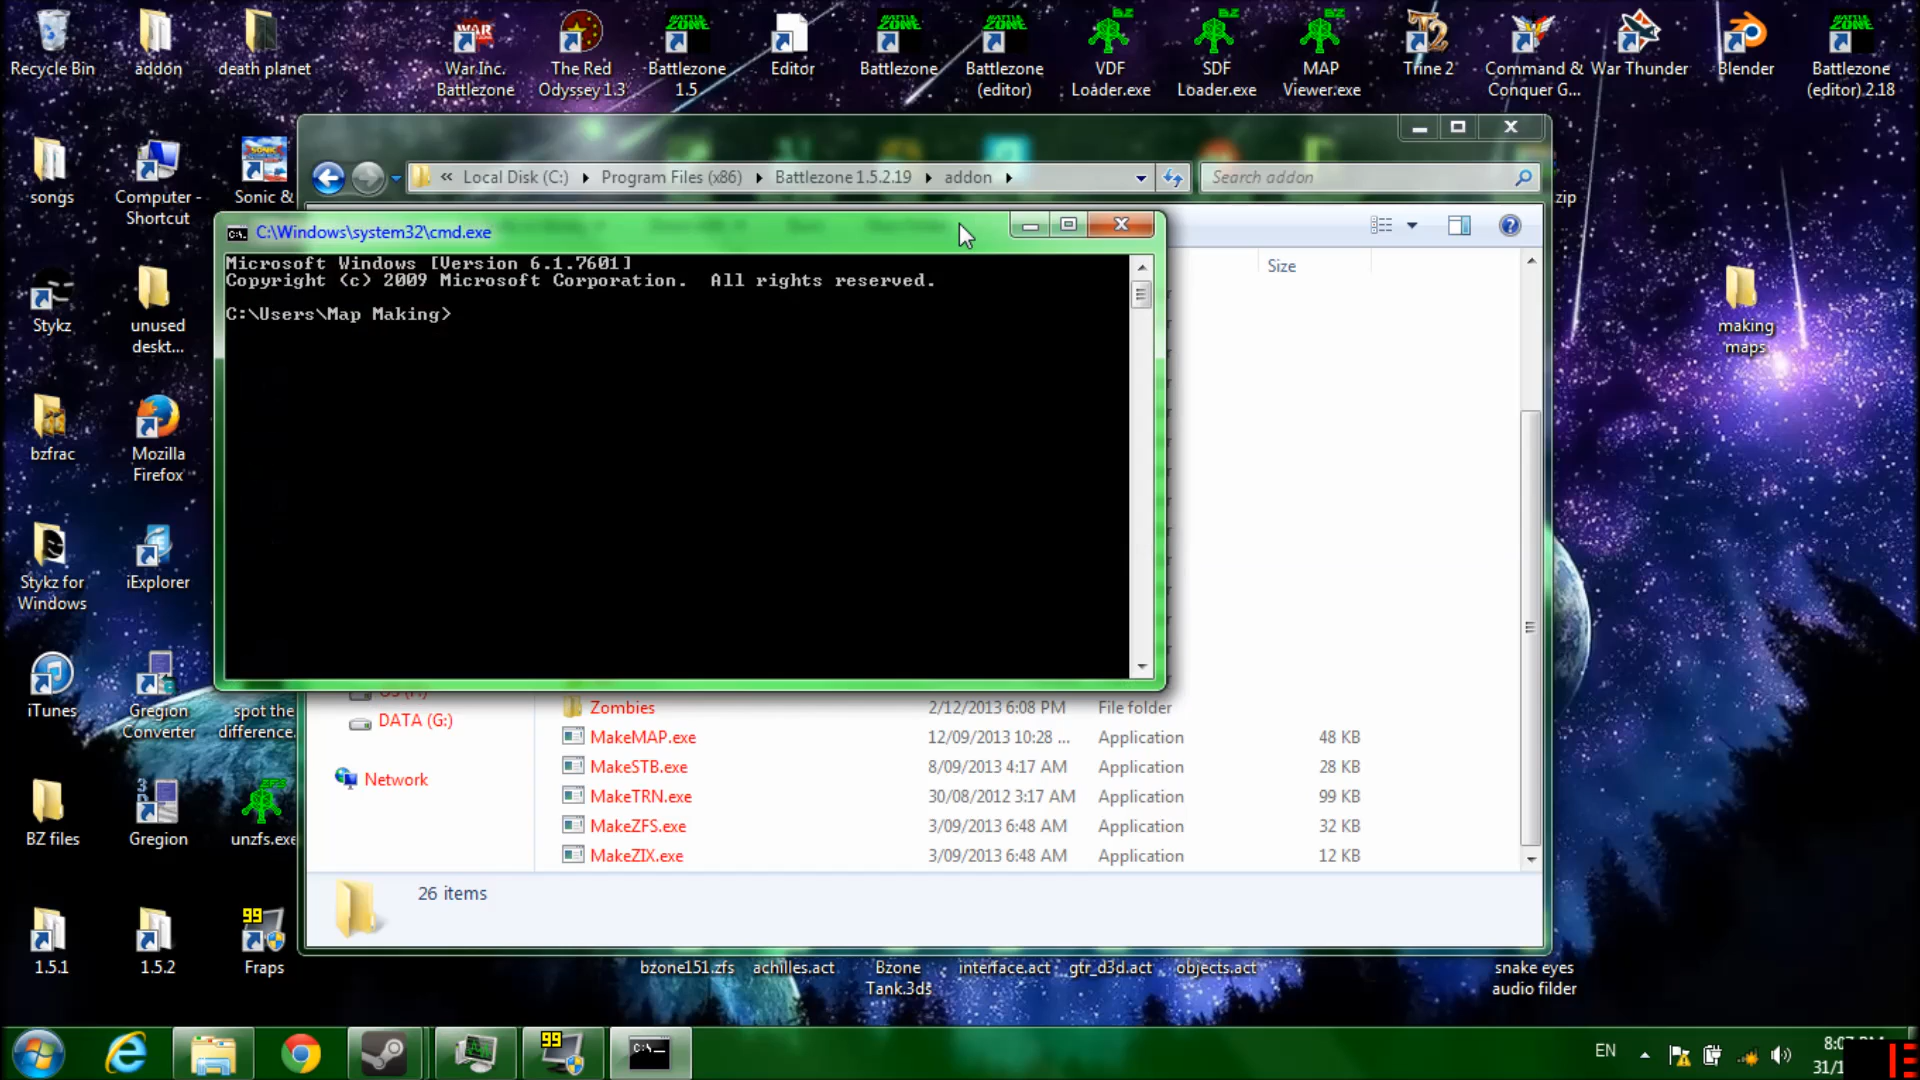 Recycle Bin
addon
death planet
War Inc.
Battlezone
The Red
Odyssey 1.3
Battlezone
1.5
Editor
Battlezone
Battlezone
(editor)
VDF
Loader.exe
SDF
Loader.exe
MAP
Viewer.exe
Trine 2
Command &
Conquer G...
War Thunder
Blender
Battlezone
(editor) 2.18
songs
Computer -
Shortcut
Sonic &
« Local Disk (C:) ▸ Program Files (x86) ▸ Battlezone 1.5.2.19 ▸ addon ▸
Search addon
zip
C:\Windows\system32\cmd.exe
Microsoft Windows [Version 6.1.7601]
Copyright (c) 2009 Microsoft Corporation.  All rights reserved.
C:\Users\Map Making>
Size
Stykz
unused
deskt...
making
maps
bzfrac
Mozilla
Firefox
Stykz for
Windows
iExplorer
iTunes
Gregion
Converter
spot the
difference.
DATA (G:)
Network
Zombies 2/12/2013 6:08 PM File folder
MakeMAP.exe 12/09/2013 10:28 ... Application 48 KB
MakeSTB.exe 8/09/2013 4:17 AM Application 28 KB
MakeTRN.exe 30/08/2012 3:17 AM Application 99 KB
MakeZFS.exe 3/09/2013 6:48 AM Application 32 KB
MakeZIX.exe 3/09/2013 6:48 AM Application 12 KB
26 items
BZ files
Gregion
unzfs.exe
1.5.1
1.5.2
99
Fraps
bzone151.zfs
achilles.act
Bzone
Tank.3ds
interface.act
gtr_d3d.act
objects.act
snake eyes
audio filder
99
EN